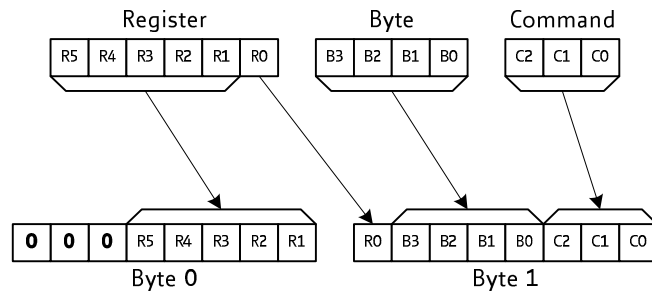 Register Byte Command
R5 R4 R3 R2 R1 R0 B3 B2 B1 B0 C2 C1 C0
0 0 0 R5 R4 R3 R2 R1 R0 B3 B2 B1 B0 C2 C1 C0
Byte 0 Byte 1